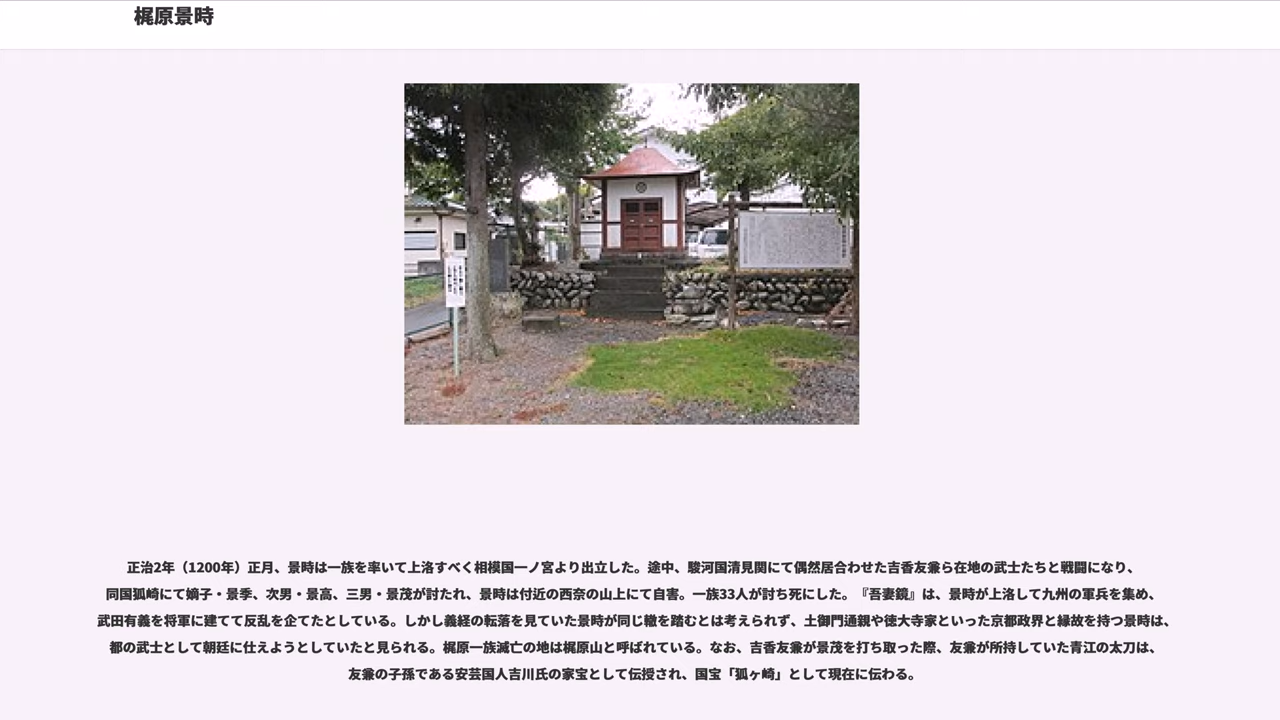 梶原景時
正治2年（1200年）正月、景時は一族を率いて上洛すべく相模国一ノ宮より出立した。途中、駿河国清見関にて偶然居合わせた吉香友兼ら在地の武士たちと戦闘になり、
同国狐崎にて嫡子・景季、次男・景高、三男・景茂が討たれ、景時は付近の西奈の山上にて自害。一族33人が討ち死にした。『吾妻鏡』は、景時が上洛して九州の軍兵を集め、
武田有義を将軍に建てて反乱を企てたとしている。しかし義経の転落を見ていた景時が同じ轍を踏むとは考えられず、土御門通親や徳大寺家といった京都政界と縁故を持つ景時は、
都の武士として朝廷に仕えようとしていたと見られる。梶原一族滅亡の地は梶原山と呼ばれている。なお、吉香友兼が景茂を打ち取った際、友兼が所持していた青江の太刀は、
友兼の子孫である安芸国人吉川氏の家宝として伝授され、国宝「狐ヶ崎」として現在に伝わる。